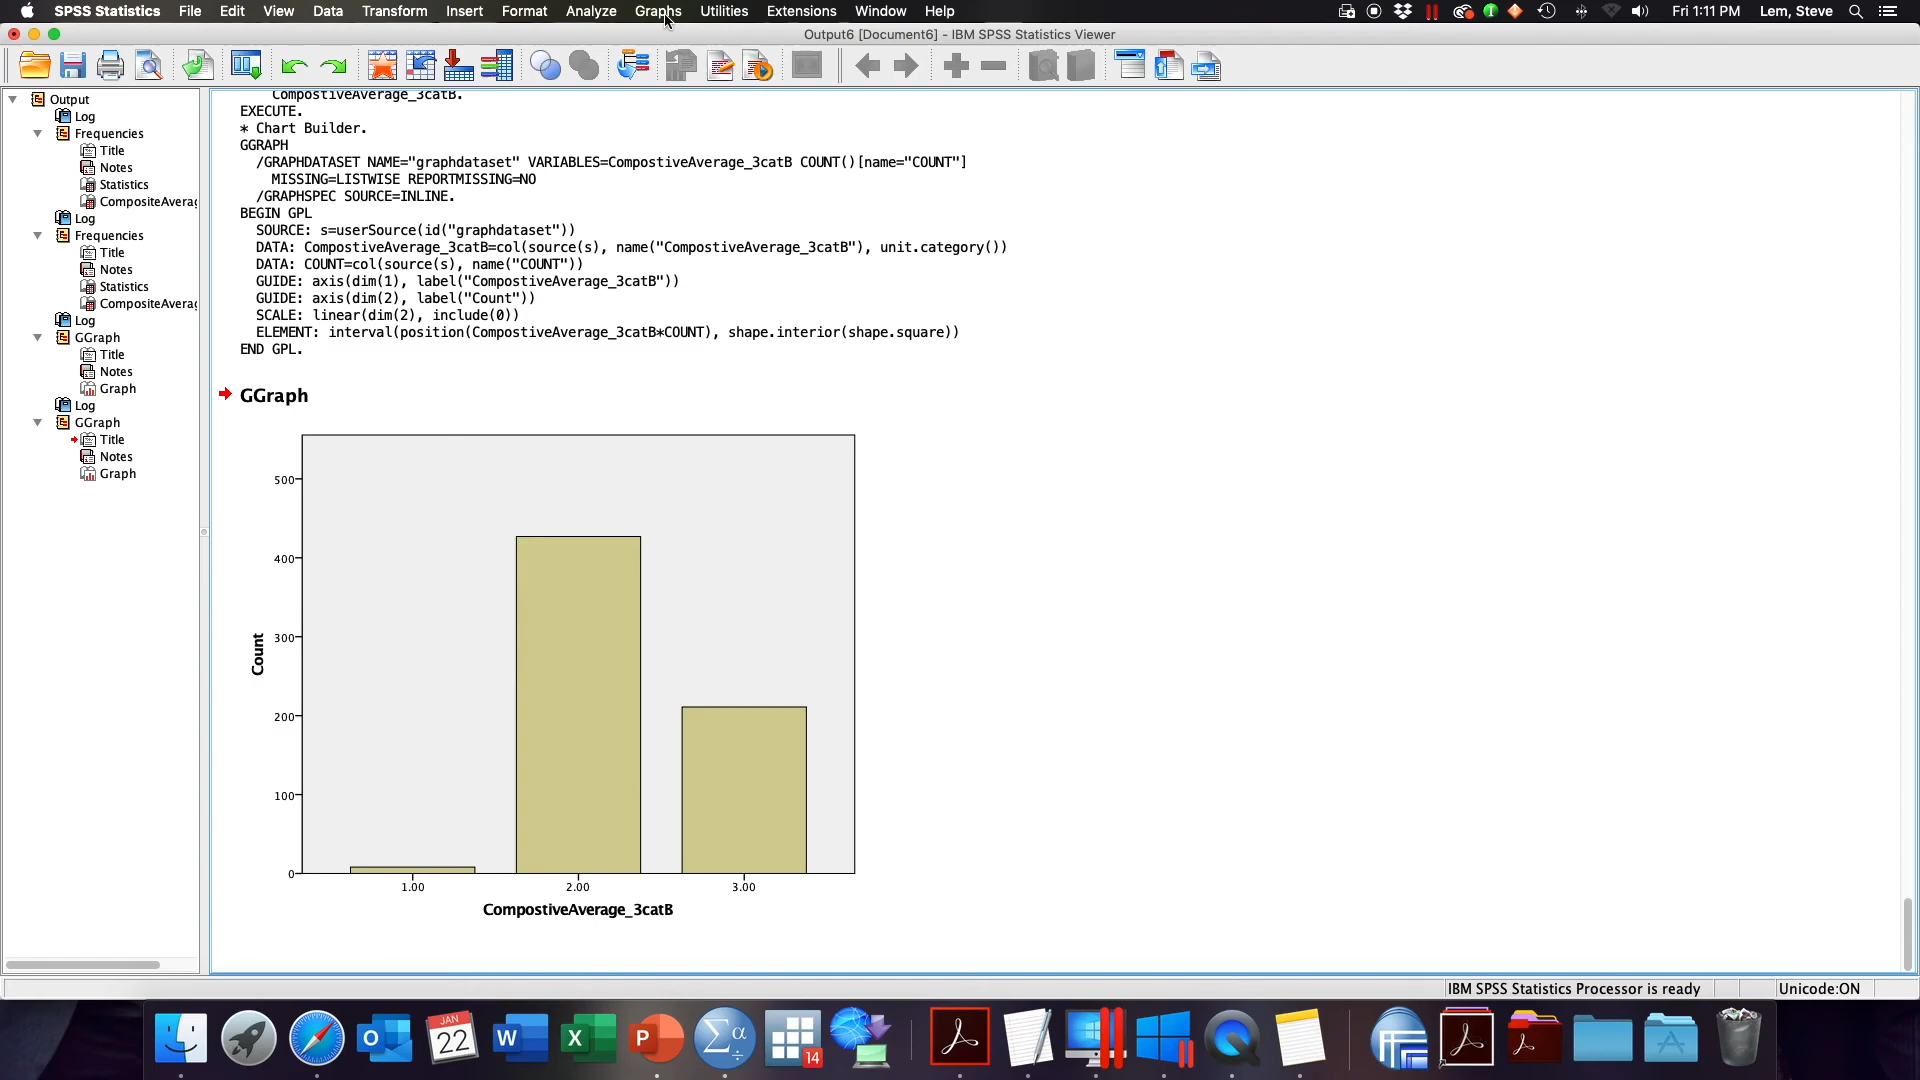 SPSS Statistics File Edit View Data Transform Insert Format Analyze Graphs Utilities Extensions Window Help Fri 1:11 PM Lem, Steve
Output6 [Document6] - IBM SPSS Statistics Viewer
Output
Log
Frequencies
Title
Notes
Statistics
CompositeAvera
Log
Frequencies
Title
Notes
Statistics
CompositeAvera
Log
GGraph
Title
Notes
Graph
Log
GGraph
Title
Notes
Graph
CompostiveAverage_3catB.
EXECUTE.
* Chart Builder.
GGRAPH
/GRAPHDATASET NAME="graphdataset" VARIABLES=CompostiveAverage_3catB COUNT()[name="COUNT"]
MISSING=LISTWISE REPORTMISSING=NO
/GRAPHSPEC SOURCE=INLINE.
BEGIN GPL
SOURCE: s=userSource(id("graphdataset"))
DATA: CompostiveAverage_3catB=col(source(s), name("CompostiveAverage_3catB"), unit.category())
DATA: COUNT=col(source(s), name("COUNT"))
GUIDE: axis(dim(1), label("CompostiveAverage_3catB"))
GUIDE: axis(dim(2), label("Count"))
SCALE: linear(dim(2), include(0))
ELEMENT: interval(position(CompostiveAverage_3catB*COUNT), shape.interior(shape.square))
END GPL.
GGraph
500
400
300
200
100
0
Count
1.00 2.00 3.00
CompostiveAverage_3catB
IBM SPSS Statistics Processor is ready Unicode:ON
JAN
22
14